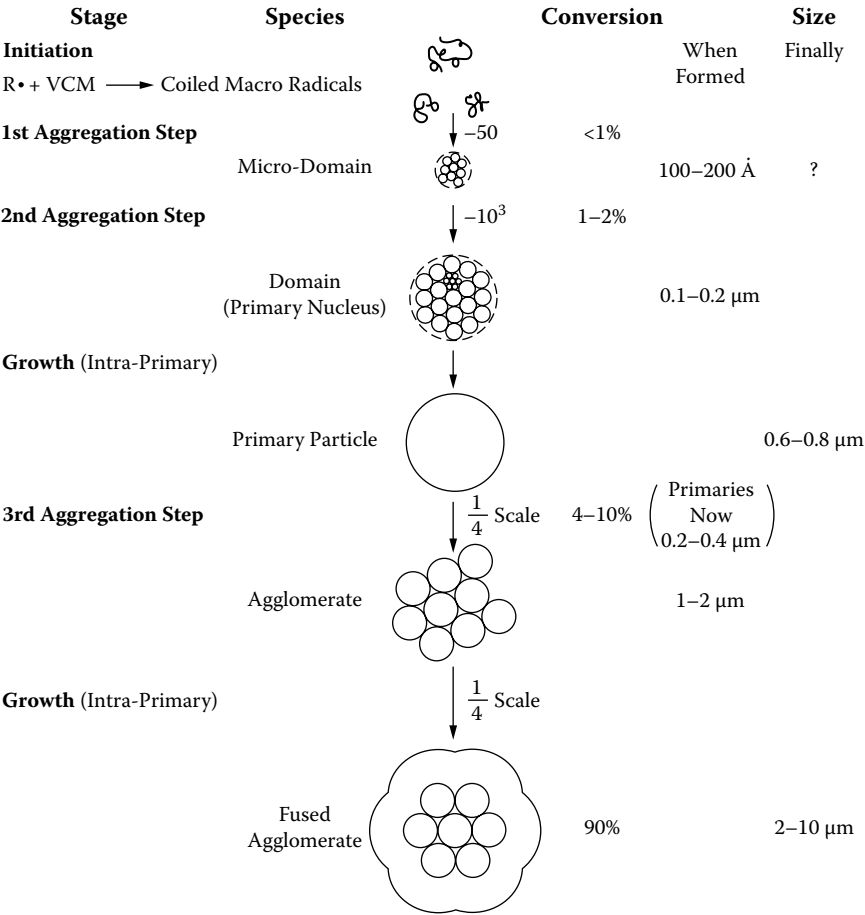 Stage Species Conversion Size
Initiation When Finally
Formed
R• + VCM Coiled Macro Radicals
1st Aggregation Step –50 <1%
Micro-Domain 100–200 Å ?
2nd Aggregation Step –10³ 1–2%
Domain
(Primary Nucleus) 0.1–0.2 µm
Growth (Intra-Primary)
Primary Particle 0.6–0.8 µm
3rd Aggregation Step 1/4 Scale 4–10% (Primaries
Now
0.2–0.4 µm)
Agglomerate 1–2 µm
Growth (Intra-Primary) 1/4 Scale
Fused
Agglomerate 90% 2–10 µm